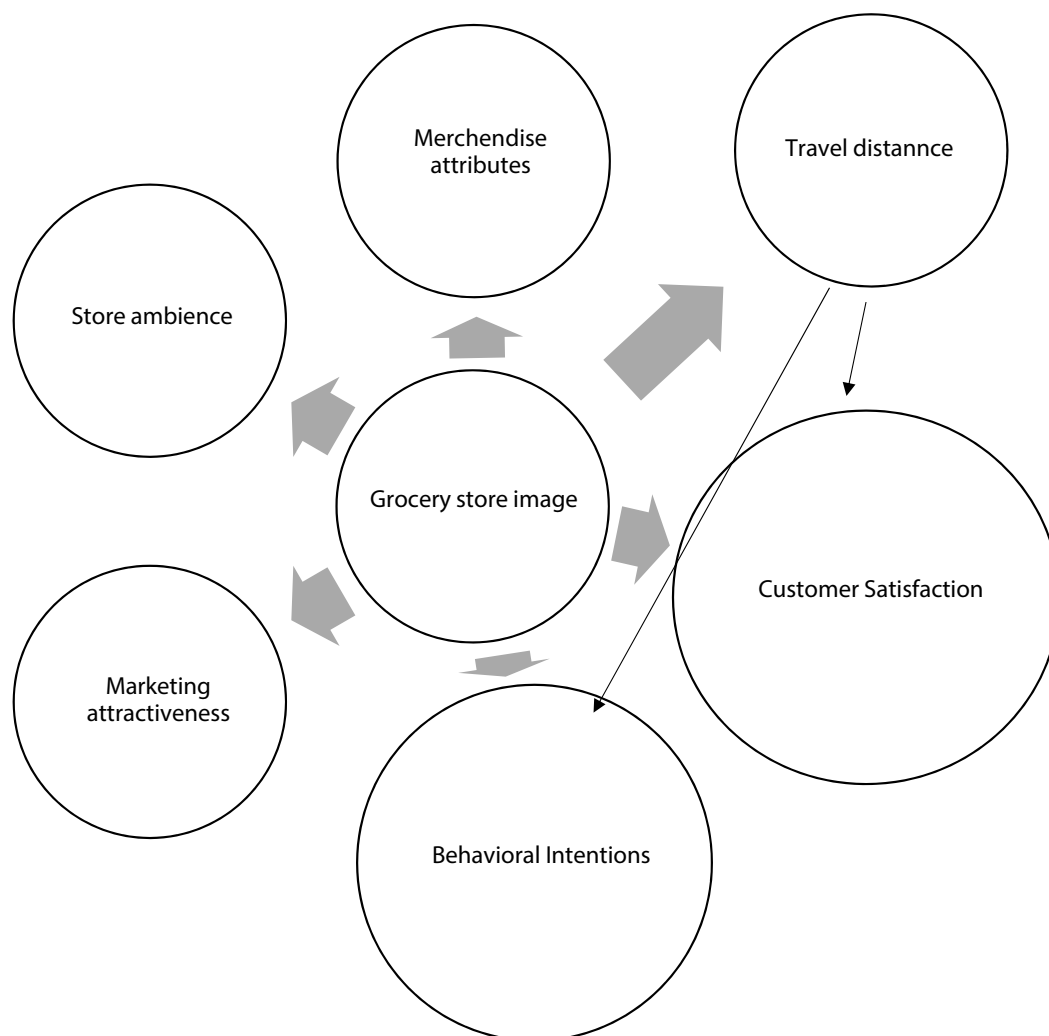 Merchendise
attributes
Travel distannce
Store ambience
Grocery store image
Customer Satisfaction
Marketing
attractiveness
Behavioral Intentions